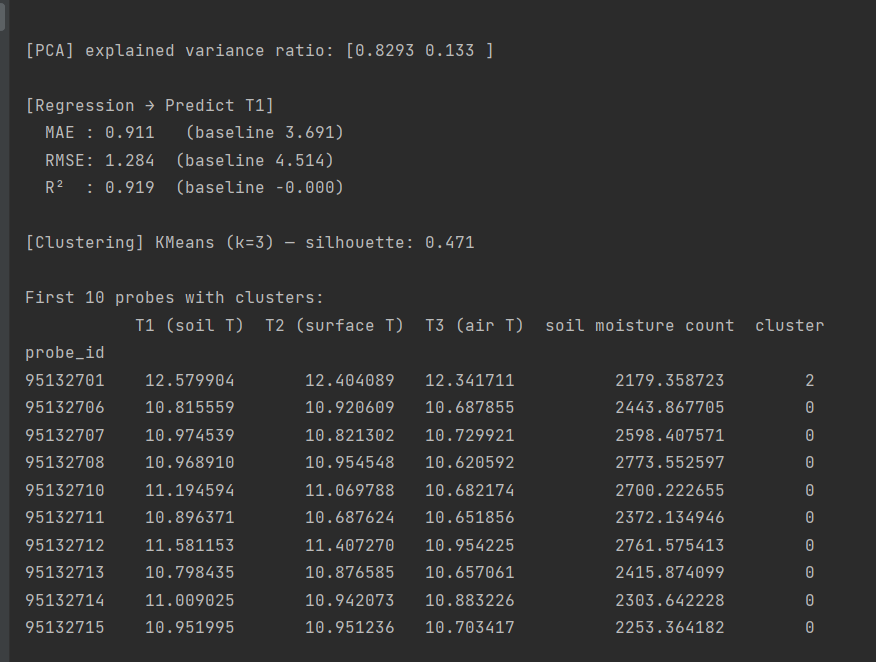 [PCA] explained variance ratio: [0.8293 0.133 ]
[Regression → Predict T1]
MAE : 0.911   (baseline 3.691)
RMSE: 1.284  (baseline 4.514)
R²  : 0.919  (baseline -0.000)
[Clustering] KMeans (k=3) — silhouette: 0.471
First 10 probes with clusters:
T1 (soil T)  T2 (surface T)  T3 (air T)  soil moisture count  cluster
probe_id
95132701    12.579904       12.404089   12.341711          2179.358723        2
95132706    10.815559       10.920609   10.687855          2443.867705        0
95132707    10.974539       10.821302   10.729921          2598.407571        0
95132708    10.968910       10.954548   10.620592          2773.552597        0
95132710    11.194594       11.069788   10.682174          2700.222655        0
95132711    10.896371       10.687624   10.651856          2372.134946        0
95132712    11.581153       11.407270   10.954225          2761.575413        0
95132713    10.798435       10.876585   10.657061          2415.874099        0
95132714    11.009025       10.942073   10.883226          2303.642228        0
95132715    10.951995       10.951236   10.703417          2253.364182        0